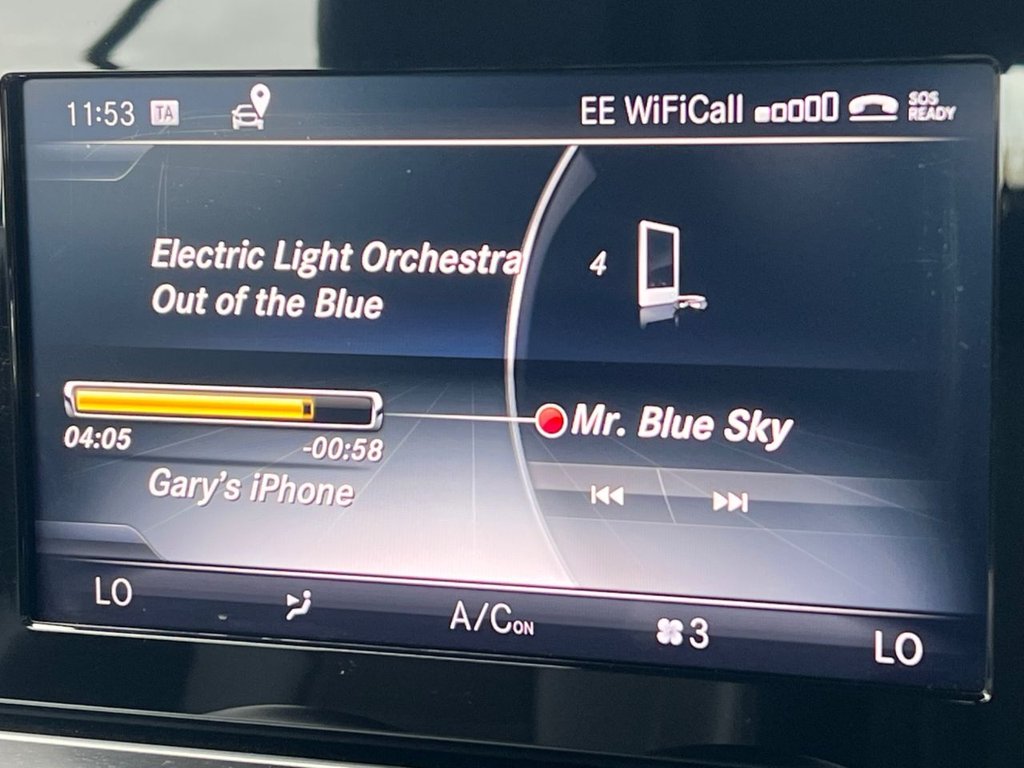 11:53 TA EE WiFiCall SOS READY
Electric Light Orchestra 4
Out of the Blue
04:05 -00:58
Mr. Blue Sky
Gary's iPhone
LO A/C ON 3 LO